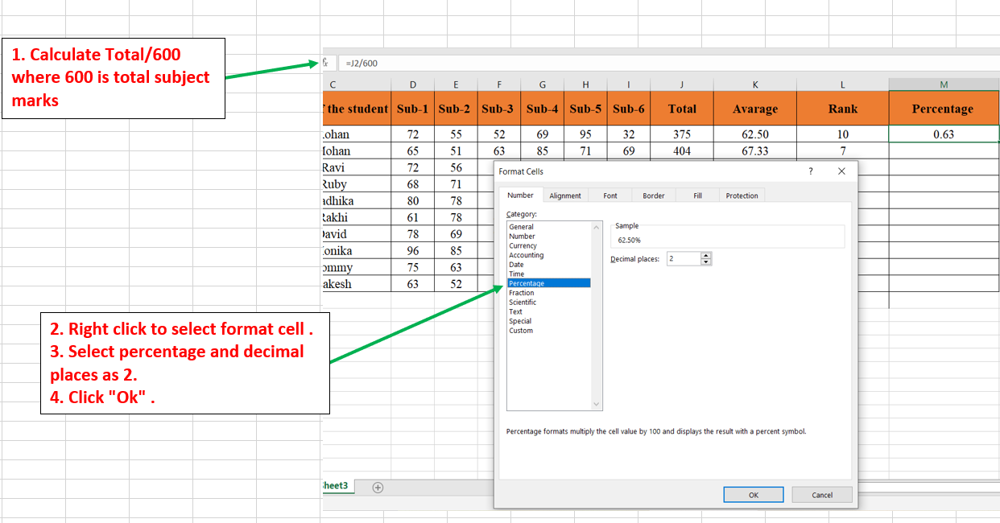 1. Calculate Total/600
where 600 is total subject
marks
fx =J2/600
C D E F G H I J K L M
the student Sub-1 Sub-2 Sub-3 Sub-4 Sub-5 Sub-6 Total Avarage Rank Percentage
ohan 72 55 52 69 95 32 375 62.50 10 0.63
ohan 65 51 63 85 71 69 404 67.33 7
Ravi 72 56
Ruby 68 71
adhika 80 78
Rakhi 61 78
David 78 69
onika 96 85
ommy 75 63
akesh 63 52
Format Cells ?
Number Alignment Font Border Fill Protection
Category:
General
Number
Currency
Accounting
Date
Time
Percentage
Fraction
Scientific
Text
Special
Custom
Sample
62.50%
Decimal places: 2
Percentage formats multiply the cell value by 100 and displays the result with a percent symbol.
OK Cancel
2. Right click to select format cell .
3. Select percentage and decimal
places as 2.
4. Click "Ok" .
heet3